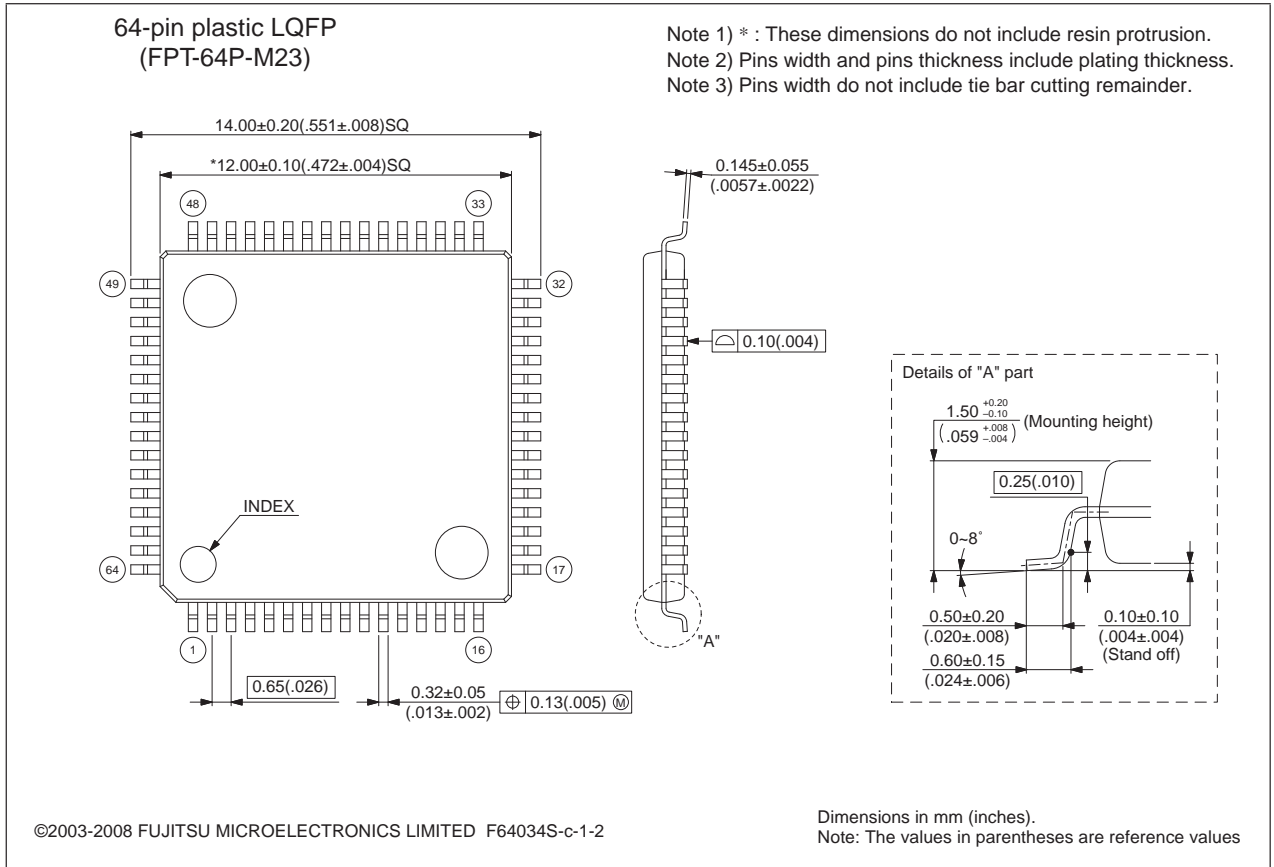 64-pin plastic LQFP
(FPT-64P-M23)
Note 1) * : These dimensions do not include resin protrusion.
Note 2) Pins width and pins thickness include plating thickness.
Note 3) Pins width do not include tie bar cutting remainder.
14.00±0.20(.551±.008)SQ
*12.00±0.10(.472±.004)SQ
0.145±0.055
(.0057±.0022)
48
33
49
32
0.10(.004)
Details of "A" part
1.50 +0.20 –0.10
(.059 +.008 –.004)
(Mounting height)
0.25(.010)
INDEX
0~8°
64
17
0.50±0.20
(.020±.008)
0.10±0.10
(.004±.004)
(Stand off)
1
16
"A"
0.60±0.15
(.024±.006)
0.65(.026)
0.32±0.05
(.013±.002)
⌖ 0.13(.005) Ⓜ
©2003-2008 FUJITSU MICROELECTRONICS LIMITED F64034S-c-1-2
Dimensions in mm (inches).
Note: The values in parentheses are reference values